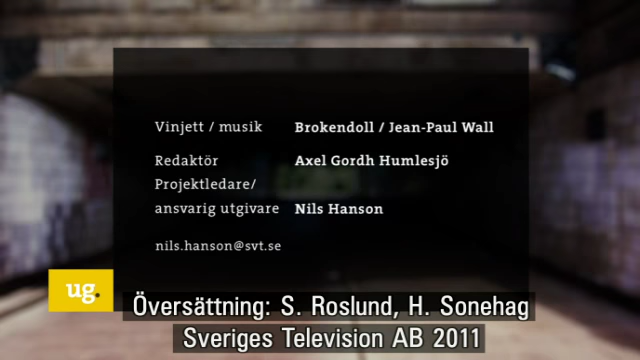 Vinjett / musik Brokendoll / Jean-Paul Wall
Redaktör Axel Gordh Humlesjö
Projektledare/
ansvarig utgivare Nils Hanson
nils.hanson@svt.se
ug.
Översättning: S. Roslund, H. Sonehag
Sveriges Television AB 2011